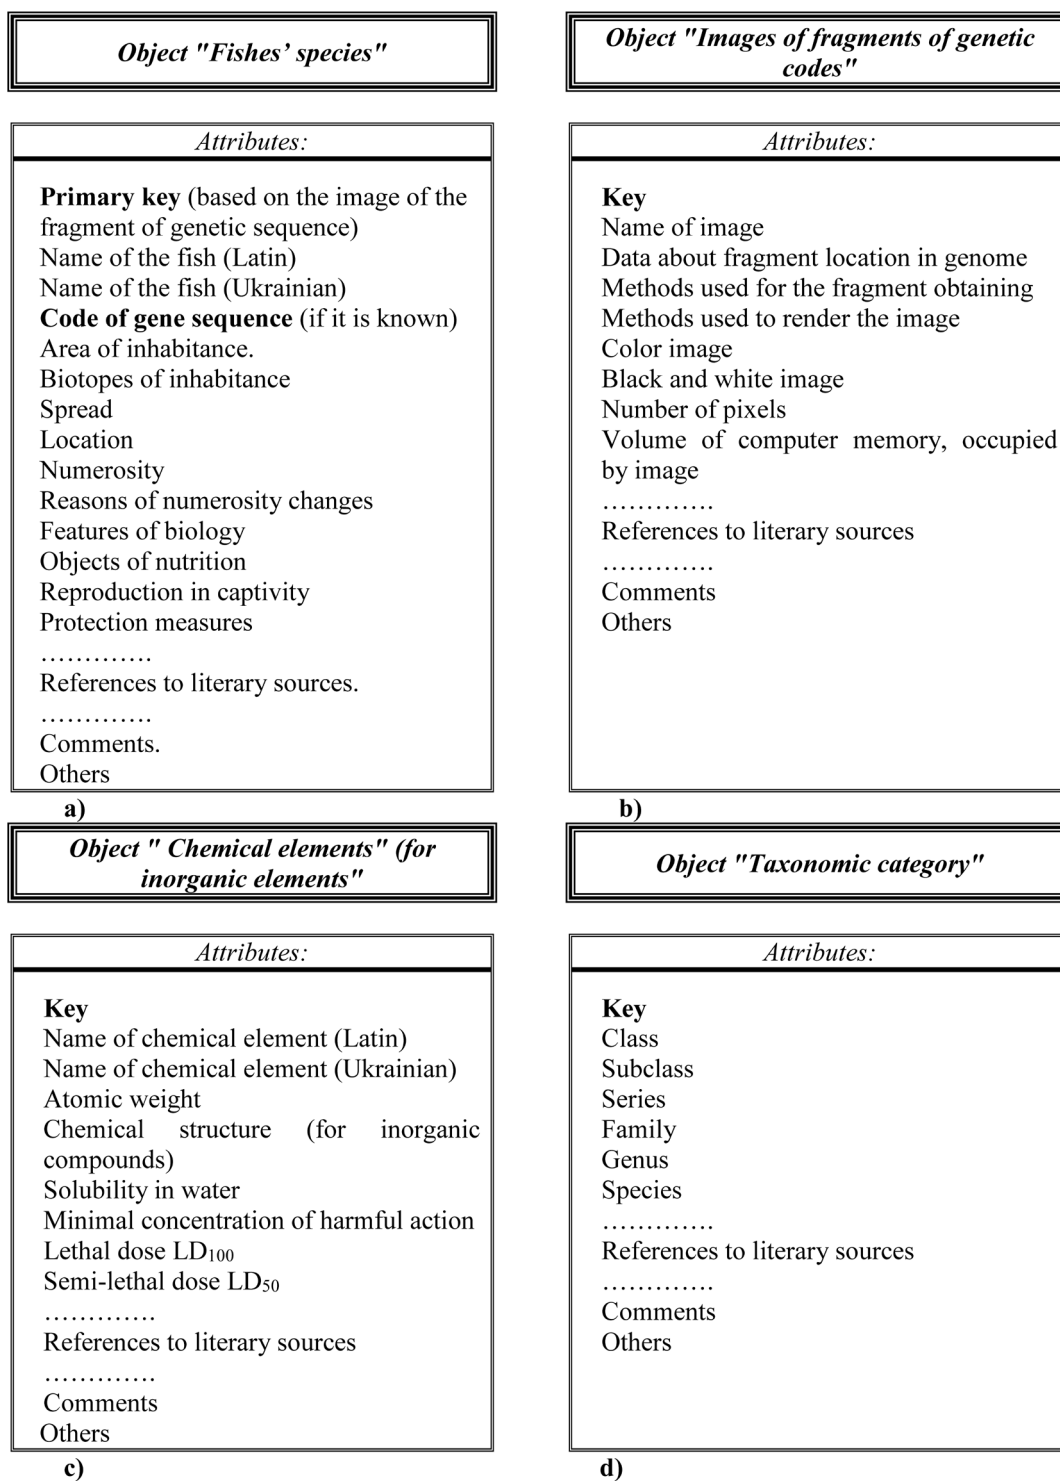 Object "Fishes’ species"
Attributes:
Primary key (based on the image of the
fragment of genetic sequence)
Name of the fish (Latin)
Name of the fish (Ukrainian)
Code of gene sequence (if it is known)
Area of inhabitance.
Biotopes of inhabitance
Spread
Location
Numerosity
Reasons of numerosity changes
Features of biology
Objects of nutrition
Reproduction in captivity
Protection measures
………….
References to literary sources.
………….
Comments.
Others
a)
Object "Images of fragments of genetic
codes"
Attributes:
Key
Name of image
Data about fragment location in genome
Methods used for the fragment obtaining
Methods used to render the image
Color image
Black and white image
Number of pixels
Volume of computer memory, occupied
by image
………….
References to literary sources
………….
Comments
Others
b)
Object " Chemical elements" (for
inorganic elements"
Attributes:
Key
Name of chemical element (Latin)
Name of chemical element (Ukrainian)
Atomic weight
Chemical structure (for inorganic
compounds)
Solubility in water
Minimal concentration of harmful action
Lethal dose LD₁₀₀
Semi-lethal dose LD₅₀
………….
References to literary sources
………….
Comments
Others
c)
Object "Taxonomic category"
Attributes:
Key
Class
Subclass
Series
Family
Genus
Species
………….
References to literary sources
………….
Comments
Others
d)